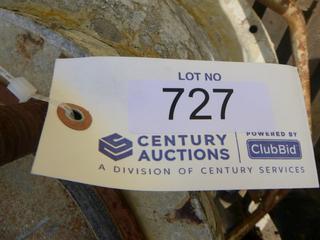 LOT NO
727
CENTURY
AUCTIONS
POWERED BY
ClubBid
A DIVISION OF CENTURY SERVICES